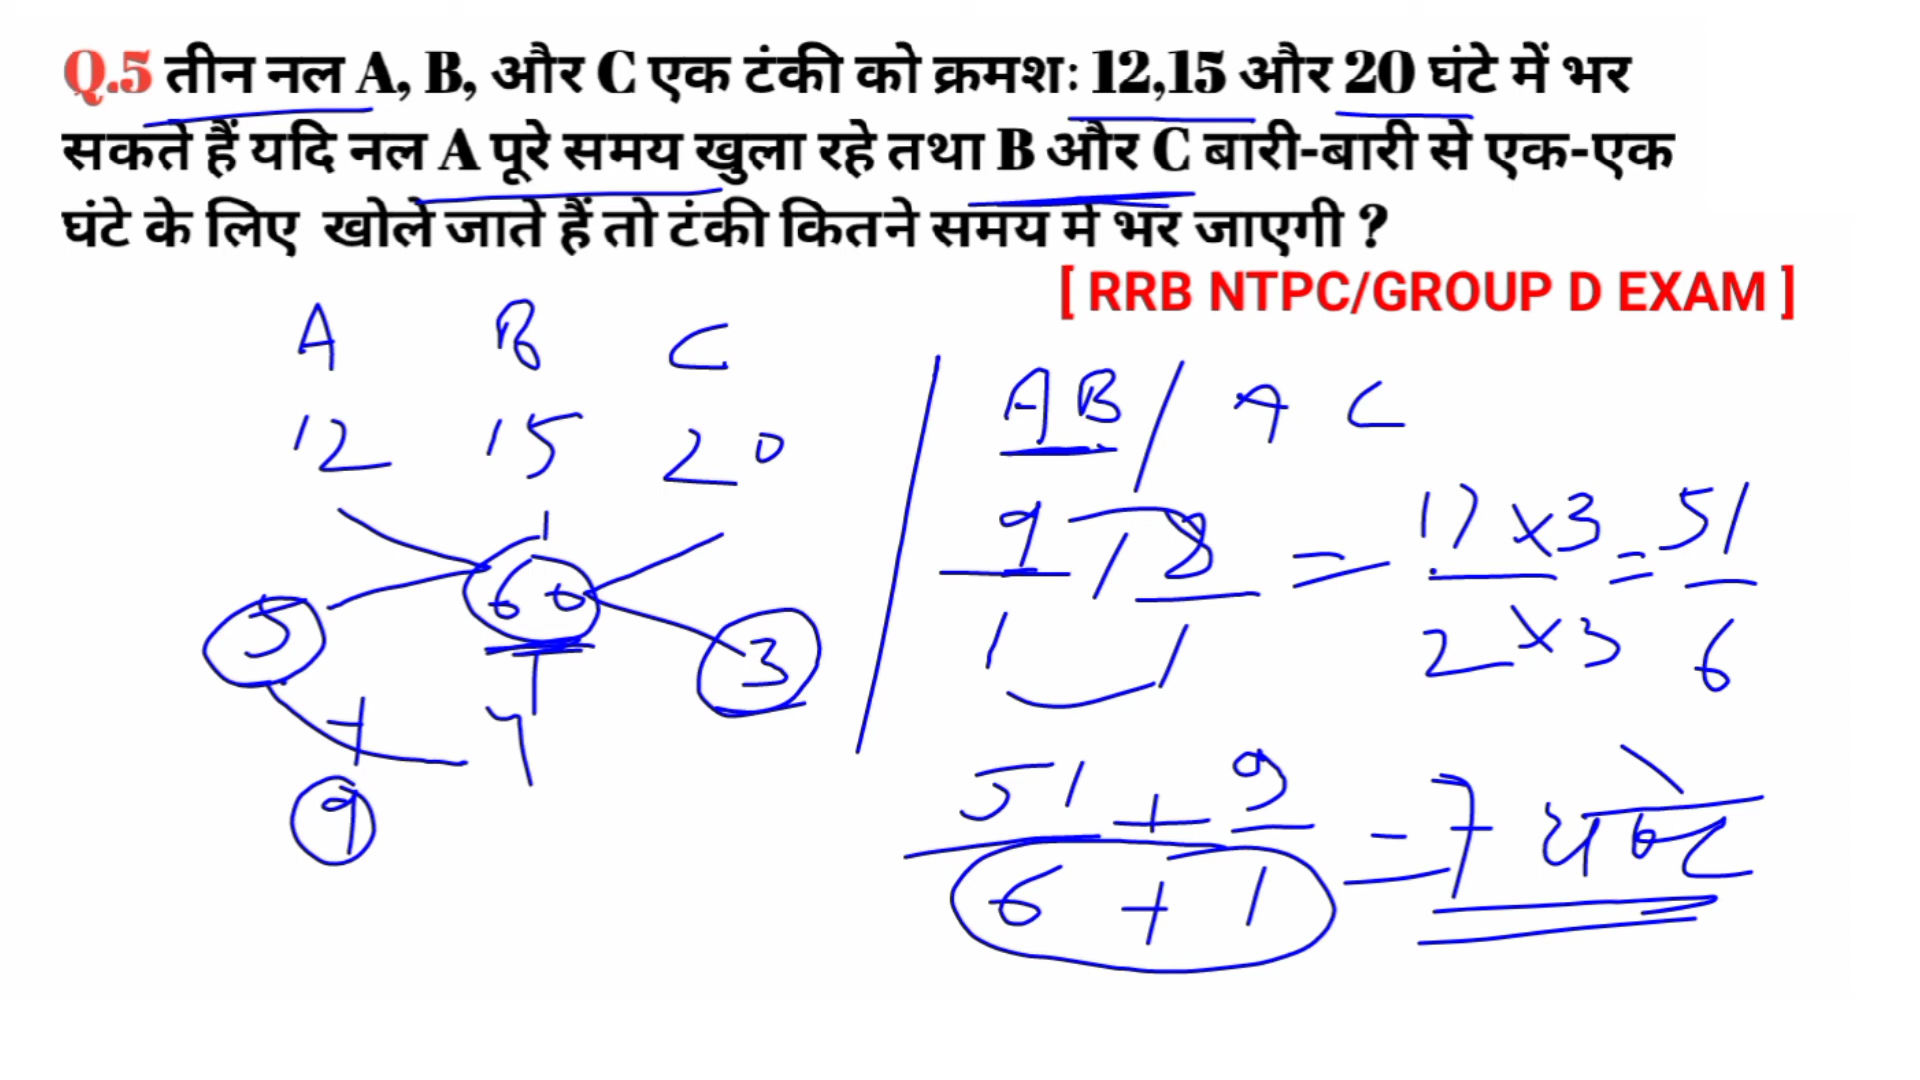 Q.5 तीन नल A, B, और C एक टंकी को क्रमशः 12,15 और 20 घंटे में भर
सकते हैं यदि नल A पूरे समय खुला रहे तथा B और C बारी-बारी से एक-एक
घंटे के लिए खोले जाते हैं तो टंकी कितने समय में भर जाएगी ?
[ RRB NTPC/GROUP D EXAM ]
A B C
12 15 20
60
5 4 3
+
9
AB / A C
9 / 8 = 17 × 3 = 51
1 1 2 × 3 6
51 + 9 = 7 घण्टे
6 + 1